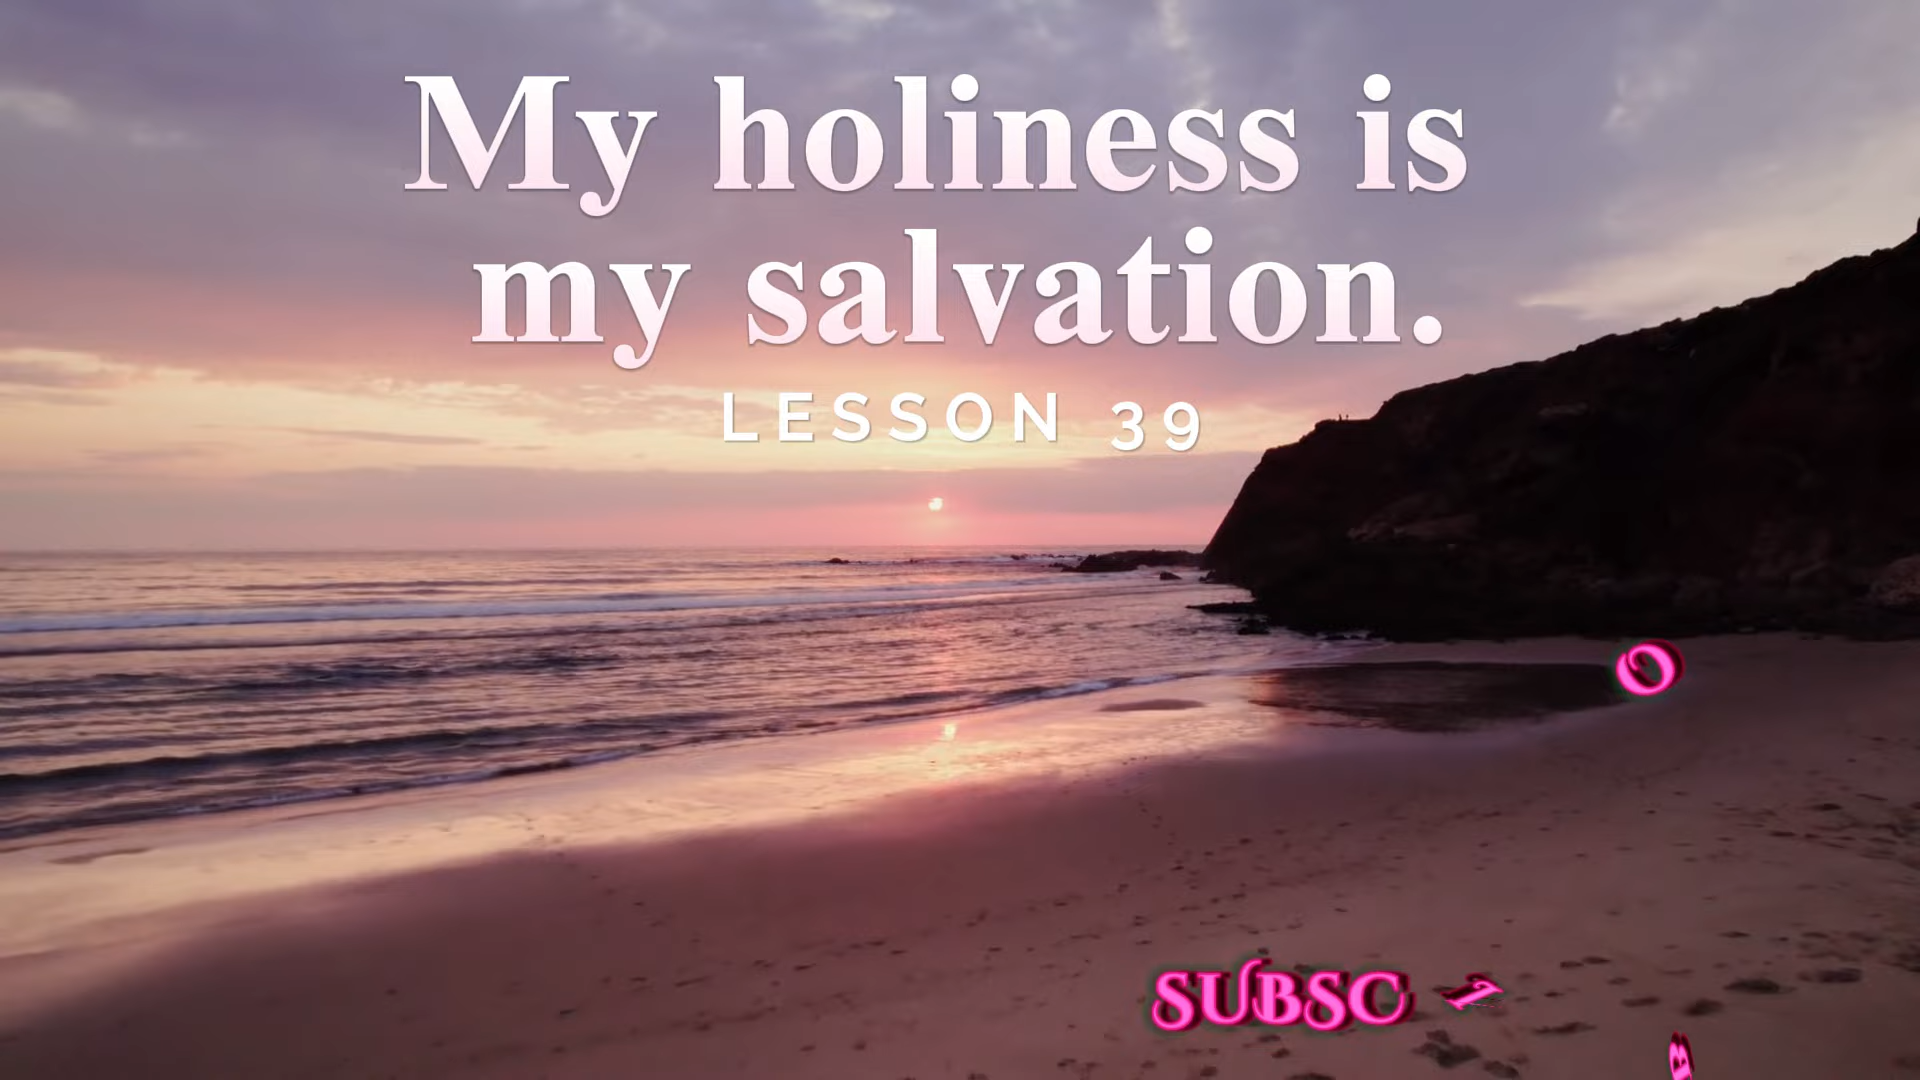 My holiness is
my salvation.
LESSON 39
O
SUBSC I
B